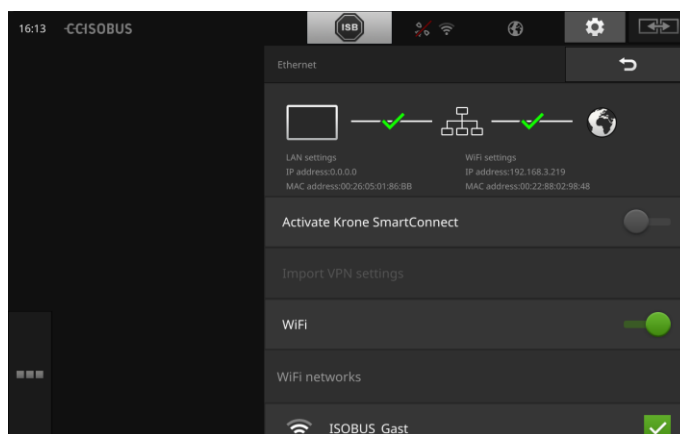 16:13 CCISOBUS ISB
Ethernet
LAN settings WiFi settings
IP address:0.0.0.0 IP address:192.168.3.219
MAC address:00:26:05:01:86:BB MAC address:00:22:88:02:98:48
Activate Krone SmartConnect
Import VPN settings
WiFi
WiFi networks
ISOBUS_Gast